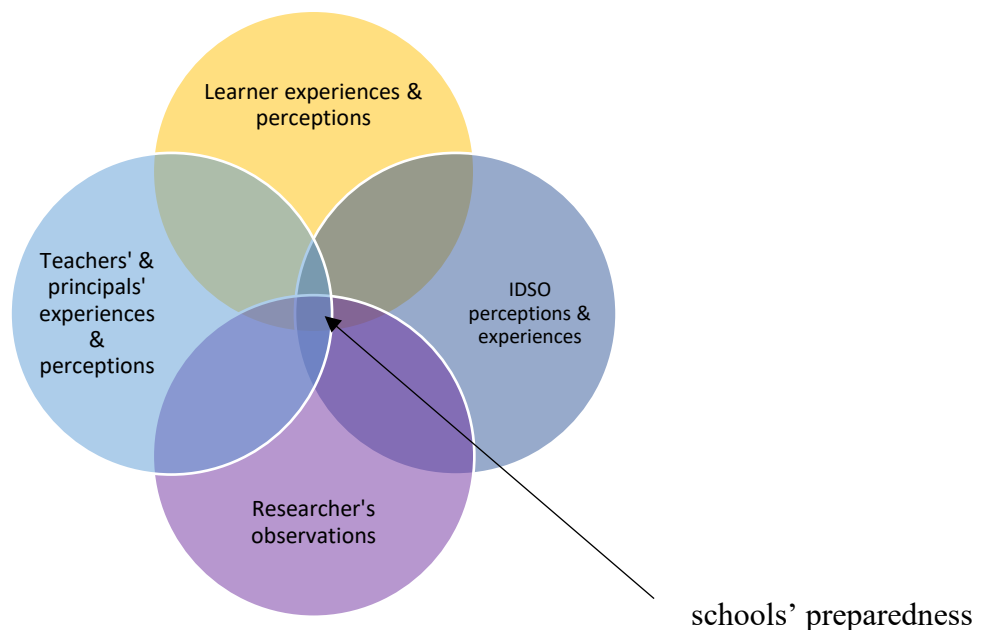 Learner experiences &
perceptions
Teachers' &
principals'
experiences
&
perceptions
IDSO
perceptions &
experiences
Researcher's
observations
schools’ preparedness